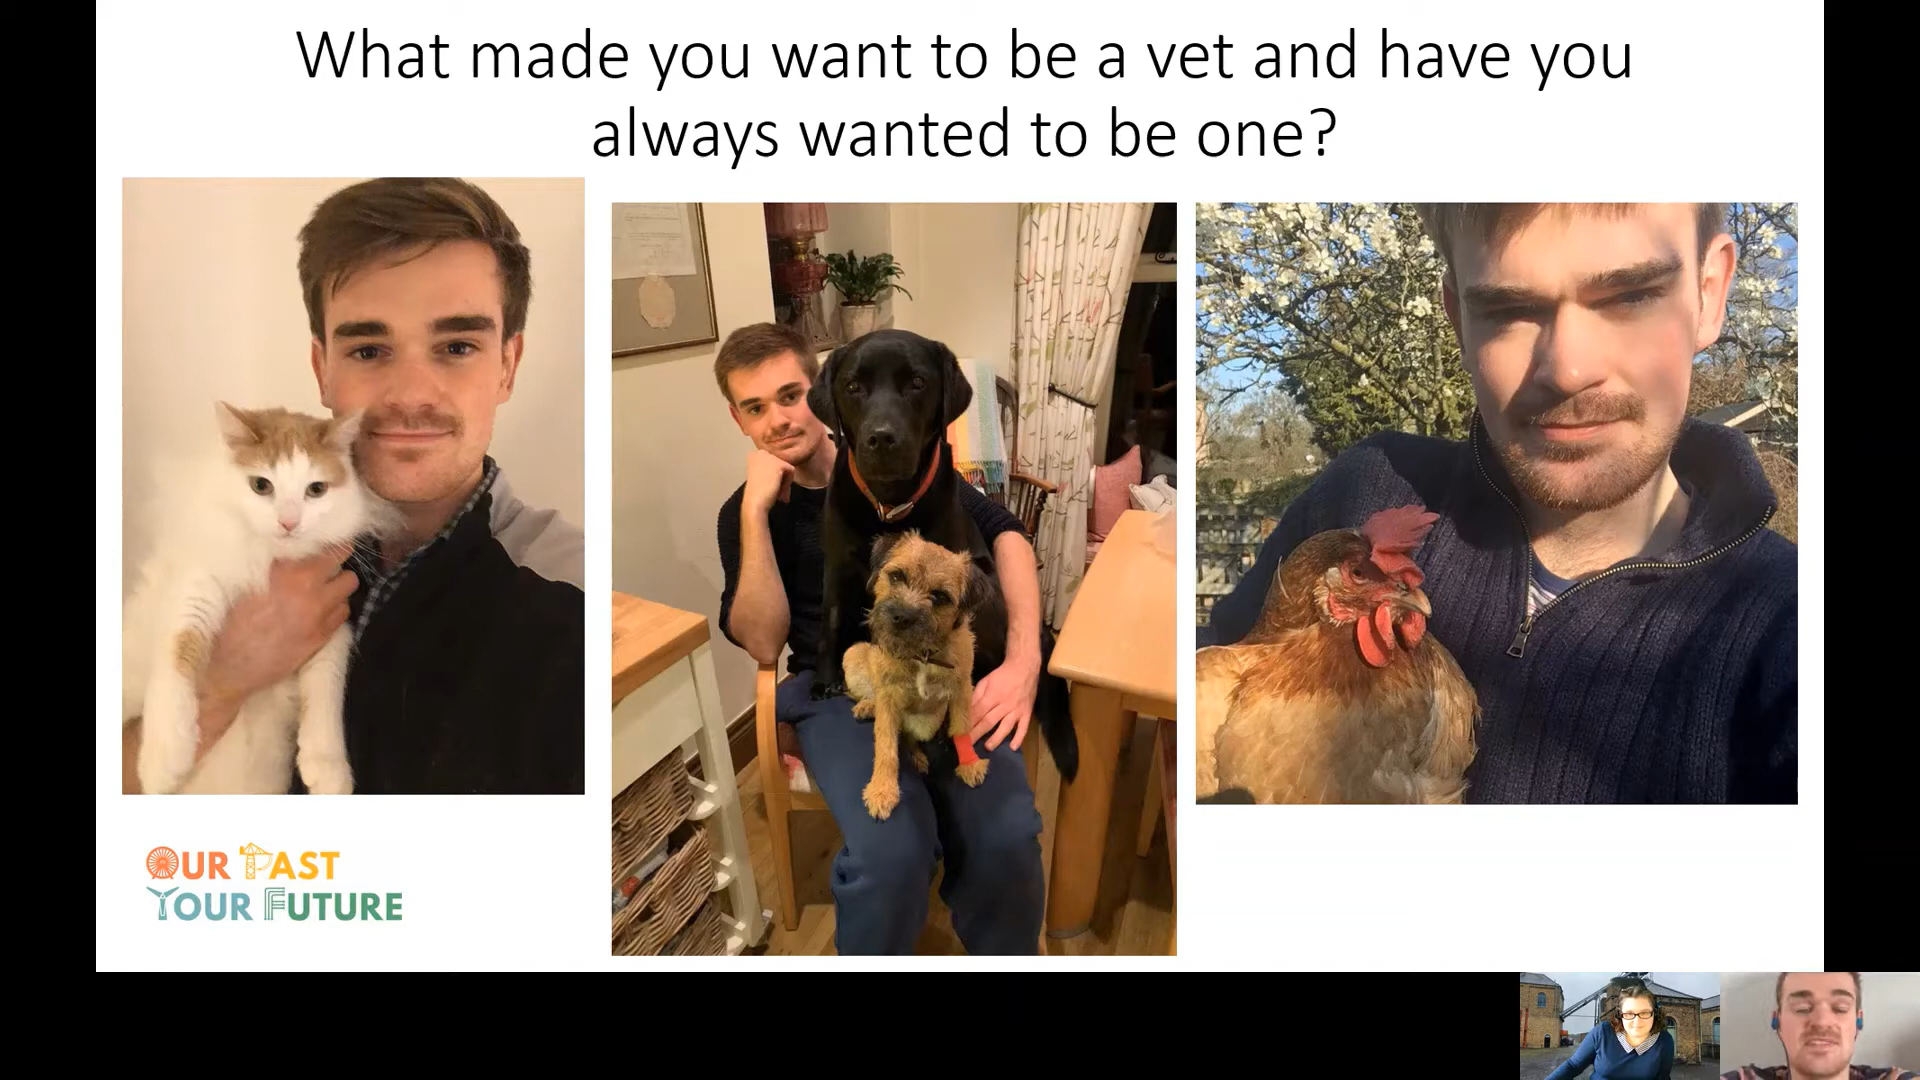 What made you want to be a vet and have you
always wanted to be one?
OUR PAST
YOUR FUTURE